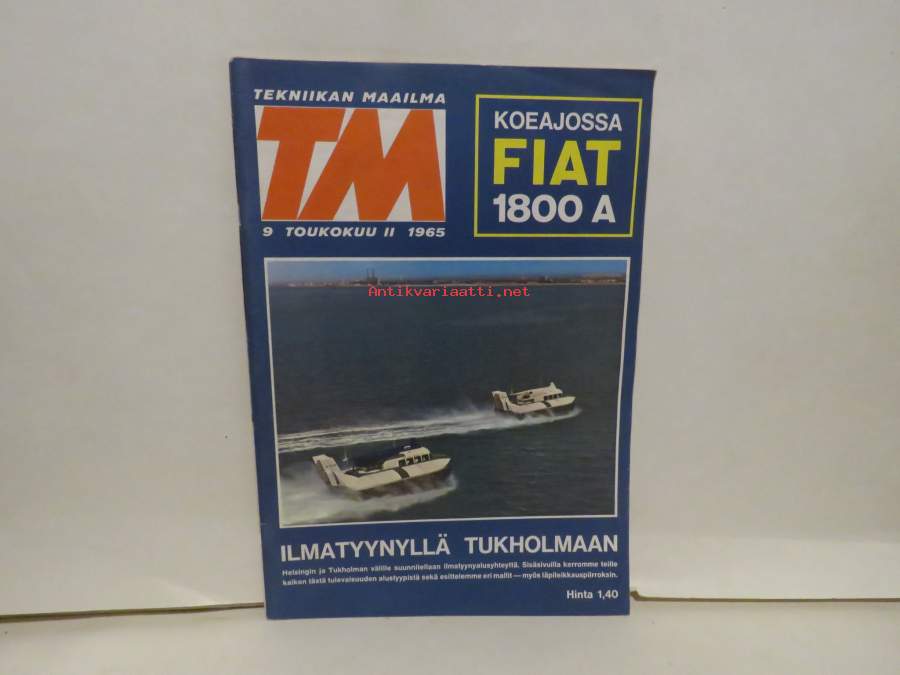 TEKNIIKAN MAAILMA
TM
9 TOUKOKUU II 1965
KOEAJOSSA
FIAT
1800 A
Antikvariaatti.net
ILMATYYNYLLÄ TUKHOLMAAN
Helsingin ja Tukholman välille suunnitellaan ilmatyynyalusyhteyttä. Sisäsivuilla kerromme teille
kaiken tästä tulevaisuuden alustyypistä sekä esittelemme eri mallit — myös läpileikkauspiirroksin.
Hinta 1,40